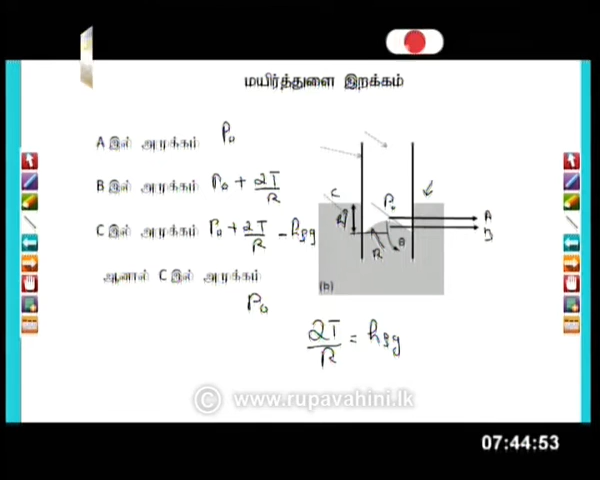 மயிர்த்துளை இறக்கம்
A இல் அமுக்கம் P₀
B இல் அமுக்கம் P₀ + 2T/R
C இல் அமுக்கம் P₀ + 2T/R - hρg
ஆனால் C இல் அமுக்கம்
P₀
2T/R = hρg
C
P₀
h
A
B
R
θ
(b)
© www.rupavahini.lk
07:44:53